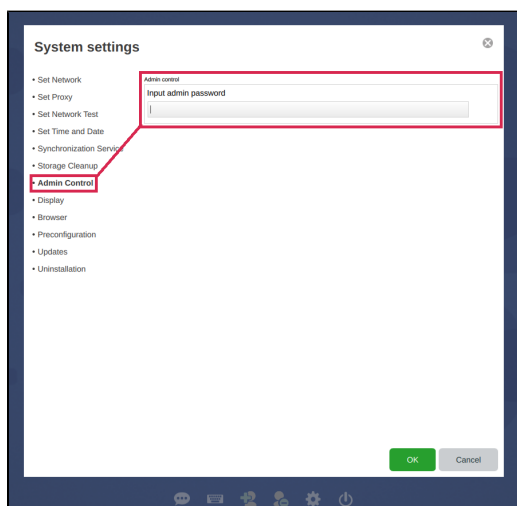 System settings
• Set Network
• Set Proxy
• Set Network Test
• Set Time and Date
• Synchronization Service
• Storage Cleanup
• Admin Control
• Display
• Browser
• Preconfiguration
• Updates
• Uninstallation
Admin control
Input admin password
OK
Cancel